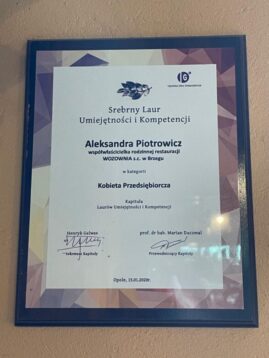 Srebrny Laur
Umiejętności i Kompetencji
Aleksandra Piotrowicz
współwłaścicielka rodzinnej restauracji
WOZOWNIA s.c. w Brzegu
w kategorii
Kobieta Przedsiębiorcza
Kapituła
Laurów Umiejętności i Kompetencji
Henryk Galwas
Sekretarz Kapituły
prof. dr hab. Marian Duczmal
Przewodniczący Kapituły
Opole, 11.01.2020r.